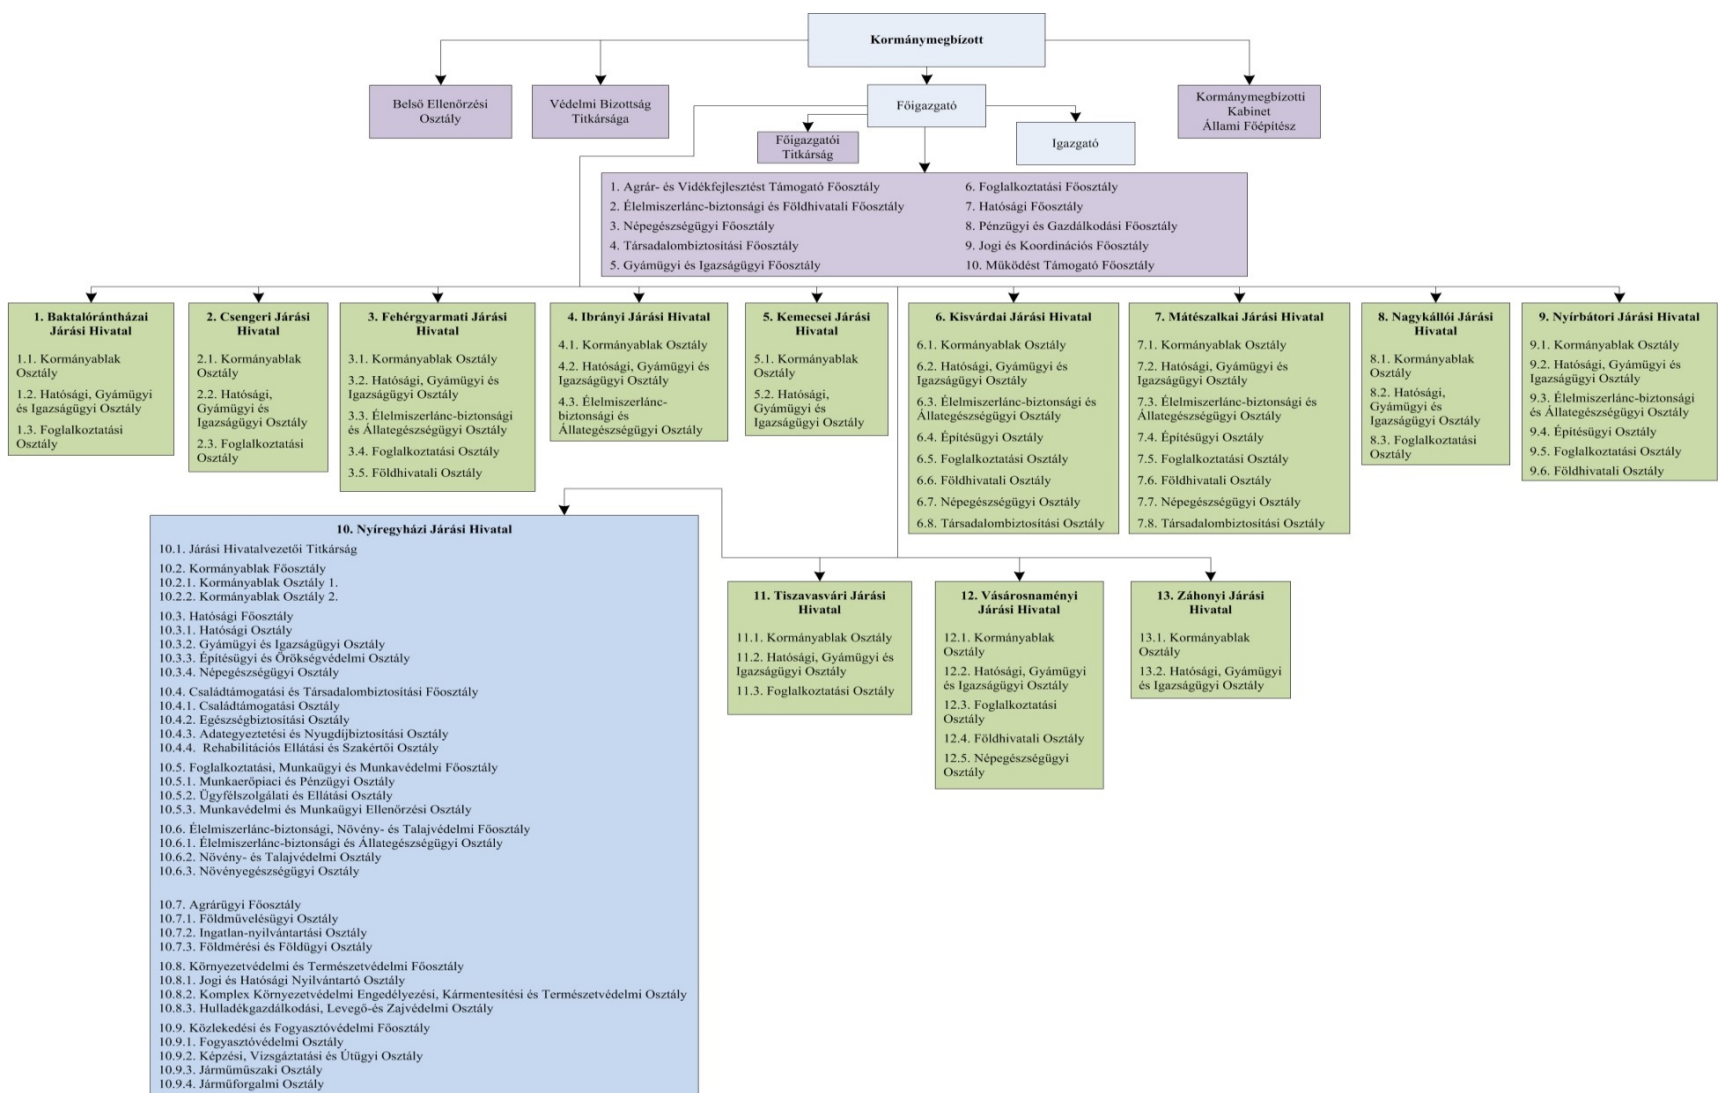 Kormánymegbízott
Belső Ellenőrzési
Osztály
Védelmi Bizottság
Titkársága
Főigazgató
Kormánymegbízotti
Kabinet
Állami Főépítész
Főigazgatói
Titkárság
Igazgató
1. Agrár- és Vidékfejlesztést Támogató Főosztály
2. Élelmiszerlánc-biztonsági és Földhivatali Főosztály
3. Népegészségügyi Főosztály
4. Társadalombiztosítási Főosztály
5. Gyámügyi és Igazságügyi Főosztály
6. Foglalkoztatási Főosztály
7. Hatósági Főosztály
8. Pénzügyi és Gazdálkodási Főosztály
9. Jogi és Koordinációs Főosztály
10. Működést Támogató Főosztály
1. Baktalórántházai
Járási Hivatal
1.1. Kormányablak
Osztály
1.2. Hatósági, Gyámügyi
és Igazságügyi Osztály
1.3. Foglalkoztatási
Osztály
2. Csengeri Járási
Hivatal
2.1. Kormányablak
Osztály
2.2. Hatósági,
Gyámügyi és
Igazságügyi Osztály
2.3. Foglalkoztatási
Osztály
3. Fehérgyarmati Járási
Hivatal
3.1. Kormányablak Osztály
3.2. Hatósági, Gyámügyi és
Igazságügyi Osztály
3.3. Élelmiszerlánc-biztonsági
és Állategészségügyi Osztály
3.4. Foglalkoztatási Osztály
3.5. Földhivatali Osztály
4. Ibrányi Járási Hivatal
4.1. Kormányablak Osztály
4.2. Hatósági, Gyámügyi és
Igazságügyi Osztály
4.3. Élelmiszerlánc-
biztonsági és
Állategészségügyi Osztály
5. Kemecsei Járási
Hivatal
5.1. Kormányablak
Osztály
5.2. Hatósági,
Gyámügyi és
Igazságügyi Osztály
6. Kisvárdai Járási Hivatal
6.1. Kormányablak Osztály
6.2. Hatósági, Gyámügyi és
Igazságügyi Osztály
6.3. Élelmiszerlánc-biztonsági és
Állategészségügyi Osztály
6.4. Építésügyi Osztály
6.5. Foglalkoztatási Osztály
6.6. Földhivatali Osztály
6.7. Népegészségügyi Osztály
6.8. Társadalombiztosítási Osztály
7. Mátészalkai Járási Hivatal
7.1. Kormányablak Osztály
7.2. Hatósági, Gyámügyi és
Igazságügyi Osztály
7.3. Élelmiszerlánc-biztonsági és
Állategészségügyi Osztály
7.4. Építésügyi Osztály
7.5. Foglalkoztatási Osztály
7.6. Földhivatali Osztály
7.7. Népegészségügyi Osztály
7.8. Társadalombiztosítási Osztály
8. Nagykállói Járási
Hivatal
8.1. Kormányablak
Osztály
8.2. Hatósági,
Gyámügyi és
Igazságügyi Osztály
8.3. Foglalkoztatási
Osztály
9. Nyírbátori Járási Hivatal
9.1. Kormányablak Osztály
9.2. Hatósági, Gyámügyi és
Igazságügyi Osztály
9.3. Élelmiszerlánc-biztonsági
és Állategészségügyi Osztály
9.4. Építésügyi Osztály
9.5. Foglalkoztatási Osztály
9.6. Földhivatali Osztály
10. Nyíregyházi Járási Hivatal
10.1. Járási Hivatalvezetői Titkárság
10.2. Kormányablak Főosztály
10.2.1. Kormányablak Osztály 1.
10.2.2. Kormányablak Osztály 2.
10.3. Hatósági Főosztály
10.3.1. Hatósági Osztály
10.3.2. Gyámügyi és Igazságügyi Osztály
10.3.3. Építésügyi és Örökségvédelmi Osztály
10.3.4. Népegészségügyi Osztály
10.4. Családtámogatási és Társadalombiztosítási Főosztály
10.4.1. Családtámogatási Osztály
10.4.2. Egészségbiztosítási Osztály
10.4.3. Adategyeztetési és Nyugdíjbiztosítási Osztály
10.4.4. Rehabilitációs Ellátási és Szakértői Osztály
10.5. Foglalkoztatási, Munkaügyi és Munkavédelmi Főosztály
10.5.1. Munkaerőpiaci és Pénzügyi Osztály
10.5.2. Ügyfélszolgálati és Ellátási Osztály
10.5.3. Munkavédelmi és Munkaügyi Ellenőrzési Osztály
10.6. Élelmiszerlánc-biztonsági, Növény- és Talajvédelmi Főosztály
10.6.1. Élelmiszerlánc-biztonsági és Állategészségügyi Osztály
10.6.2. Növény- és Talajvédelmi Osztály
10.6.3. Növényegészségügyi Osztály
10.7. Agrárügyi Főosztály
10.7.1. Földművelésügyi Osztály
10.7.2. Ingatlan-nyilvántartási Osztály
10.7.3. Földmérési és Földügyi Osztály
10.8. Környezetvédelmi és Természetvédelmi Főosztály
10.8.1. Jogi és Hatósági Nyilvántartó Osztály
10.8.2. Komplex Környezetvédelmi Engedélyezési, Kármentesítési és Természetvédelmi Osztály
10.8.3. Hulladékgazdálkodási, Levegő-és Zajvédelmi Osztály
10.9. Közlekedési és Fogyasztóvédelmi Főosztály
10.9.1. Fogyasztóvédelmi Osztály
10.9.2. Képzési, Vizsgáztatási és Útügyi Osztály
10.9.3. Járműműszaki Osztály
10.9.4. Járműforgalmi Osztály
11. Tiszavasvári Járási
Hivatal
11.1. Kormányablak Osztály
11.2. Hatósági, Gyámügyi és
Igazságügyi Osztály
11.3. Foglalkoztatási Osztály
12. Vásárosnaményi
Járási Hivatal
12.1. Kormányablak
Osztály
12.2. Hatósági, Gyámügyi
és Igazságügyi Osztály
12.3. Foglalkoztatási
Osztály
12.4. Földhivatali Osztály
12.5. Népegészségügyi
Osztály
13. Záhonyi Járási
Hivatal
13.1. Kormányablak
Osztály
13.2. Hatósági, Gyámügyi
és Igazságügyi Osztály